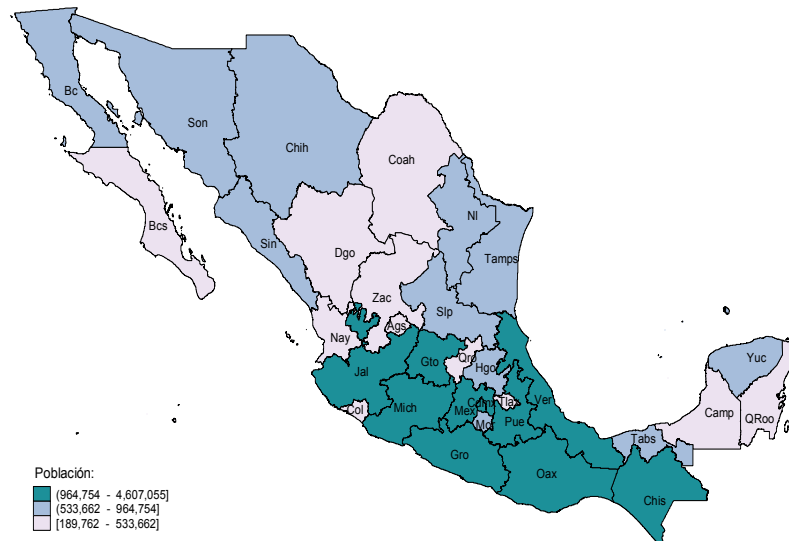 Bc
Son
Chih
Coah
Bcs
Sin
Dgo
Nl
Tamps
Zac
Slp
Nay
Ags
Jal
Gto
Qro
Hgo
Yuc
Col
Mich
Mex
Cdmx
Tlax
Ver
Mor
Pue
Camp
QRoo
Tabs
Gro
Oax
Chis
Población:
(964,754 - 4,607,055]
(533,662 - 964,754]
[189,762 - 533,662]